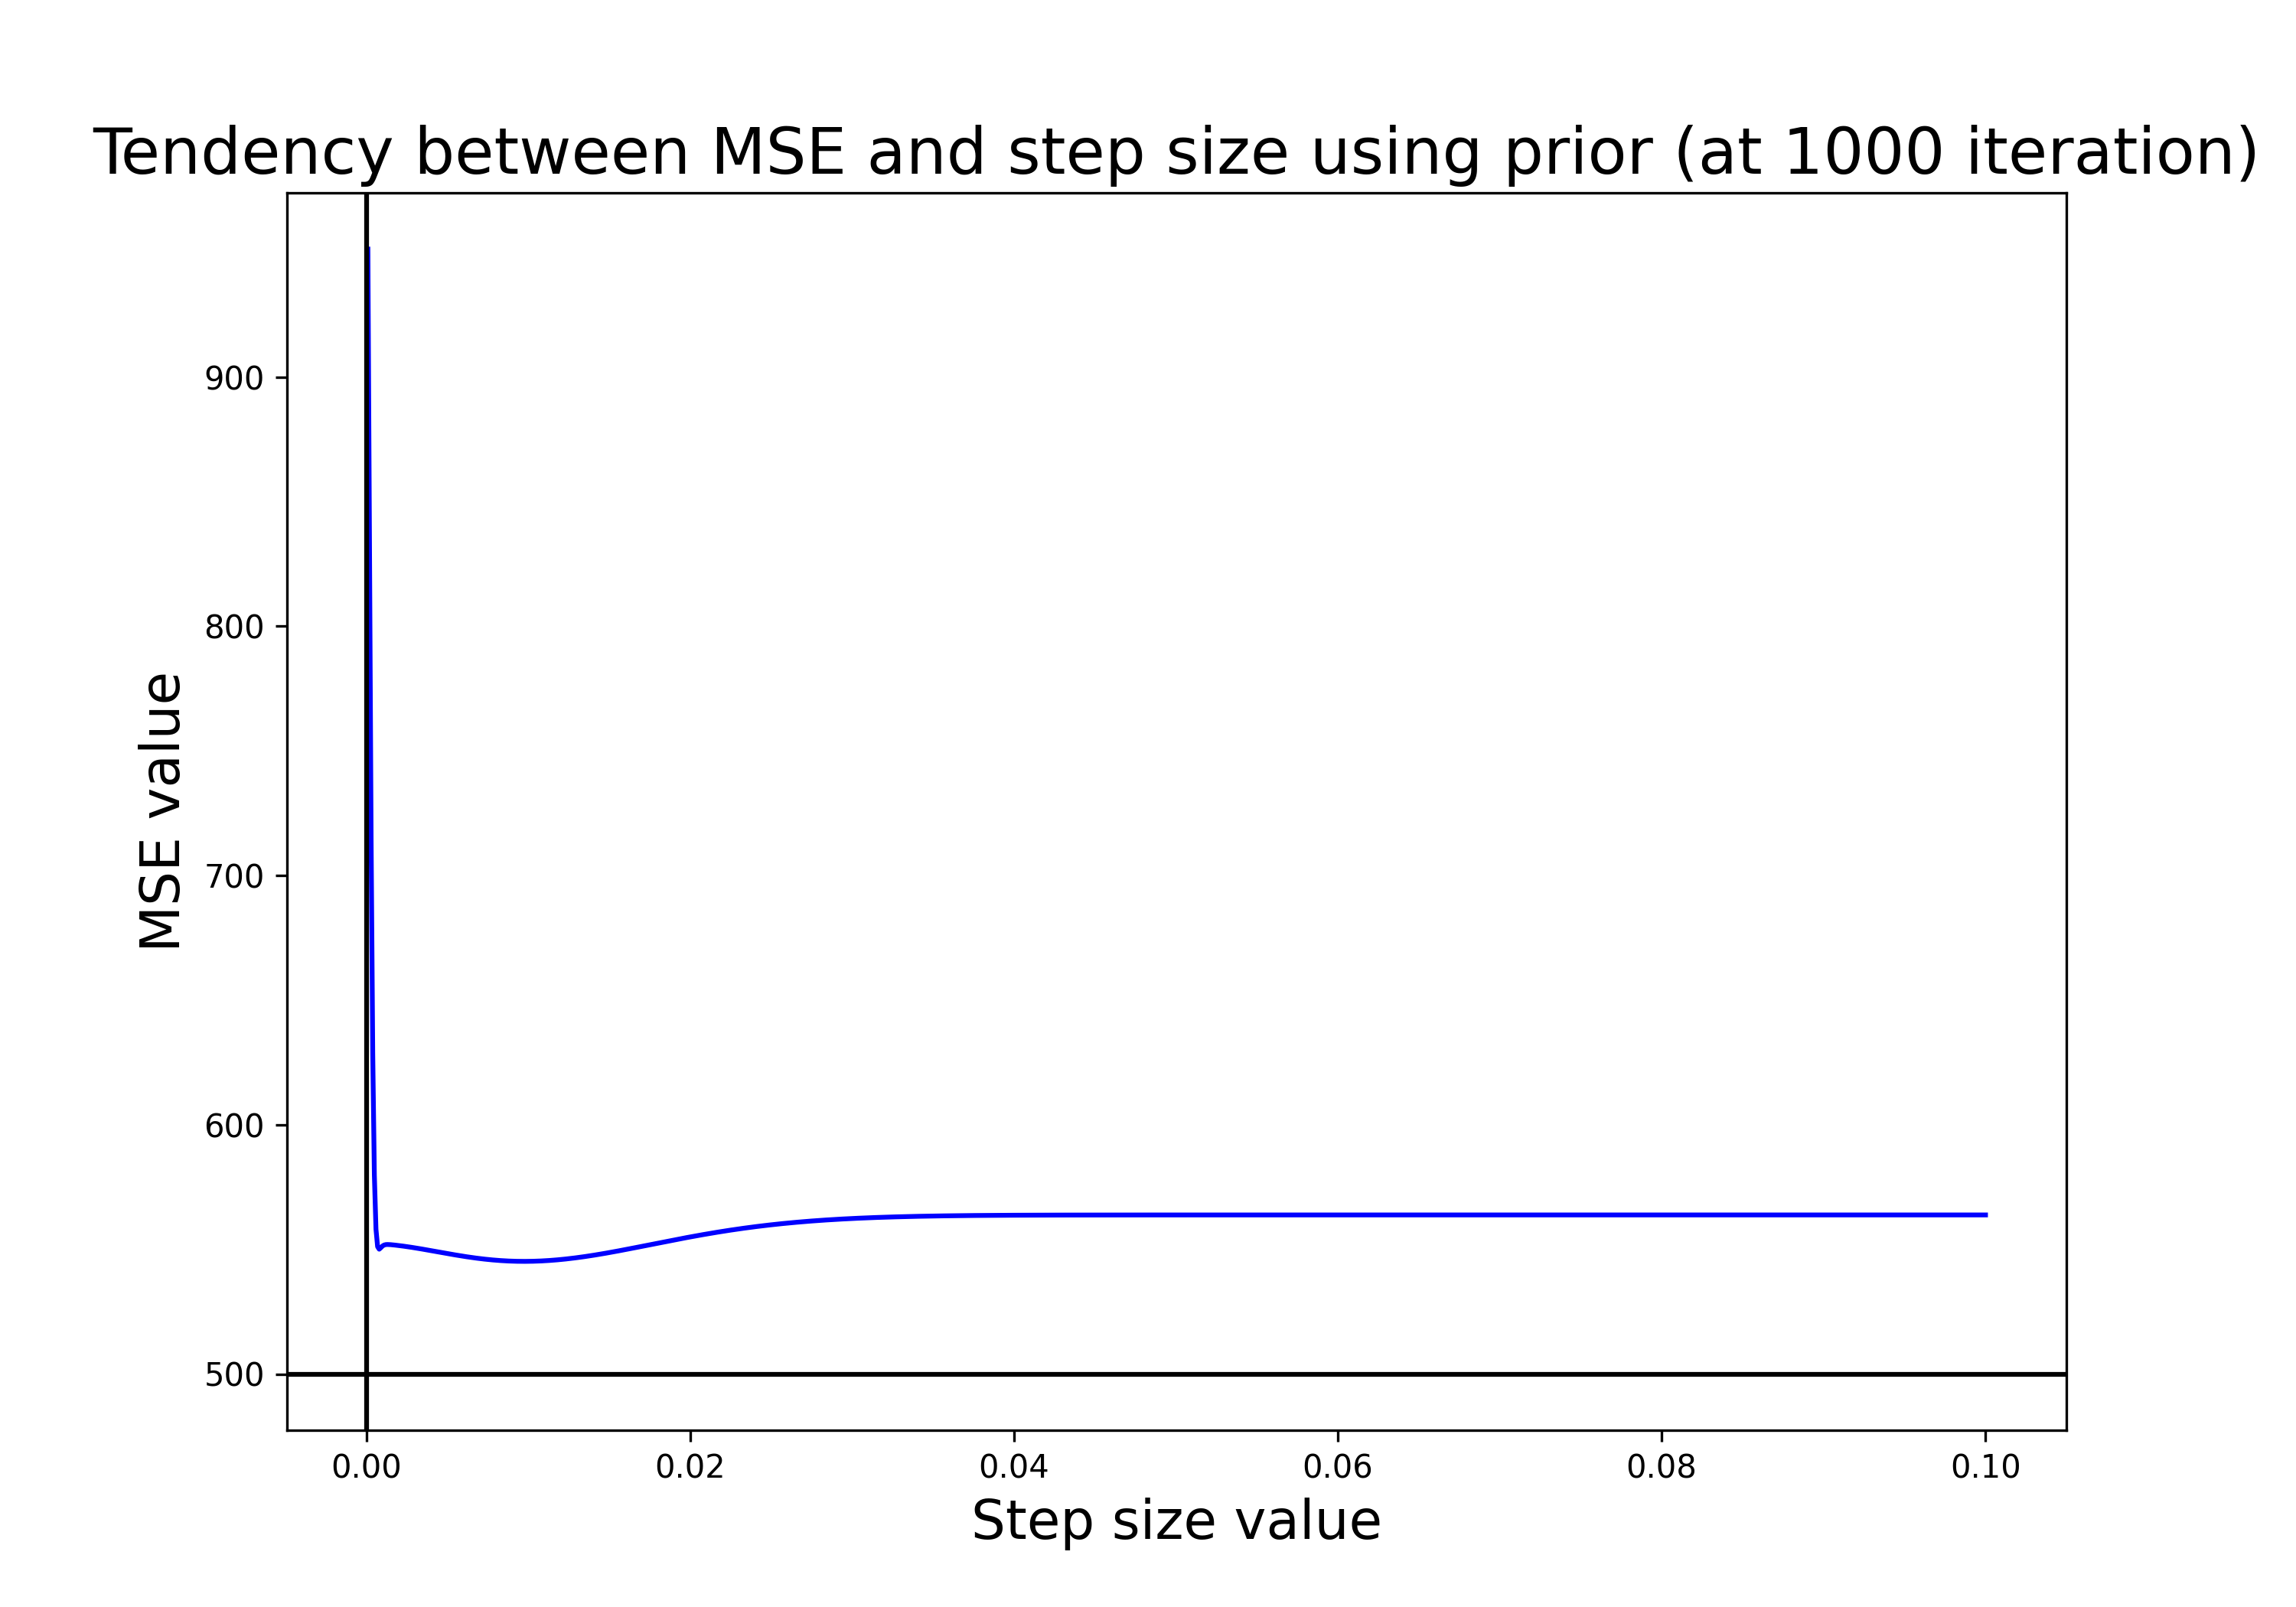 Tendency between MSE and step size using prior (at 1000 iteration)
MSE value
900
800
700
600
500
0.00 0.02 0.04 0.06 0.08 0.10
Step size value